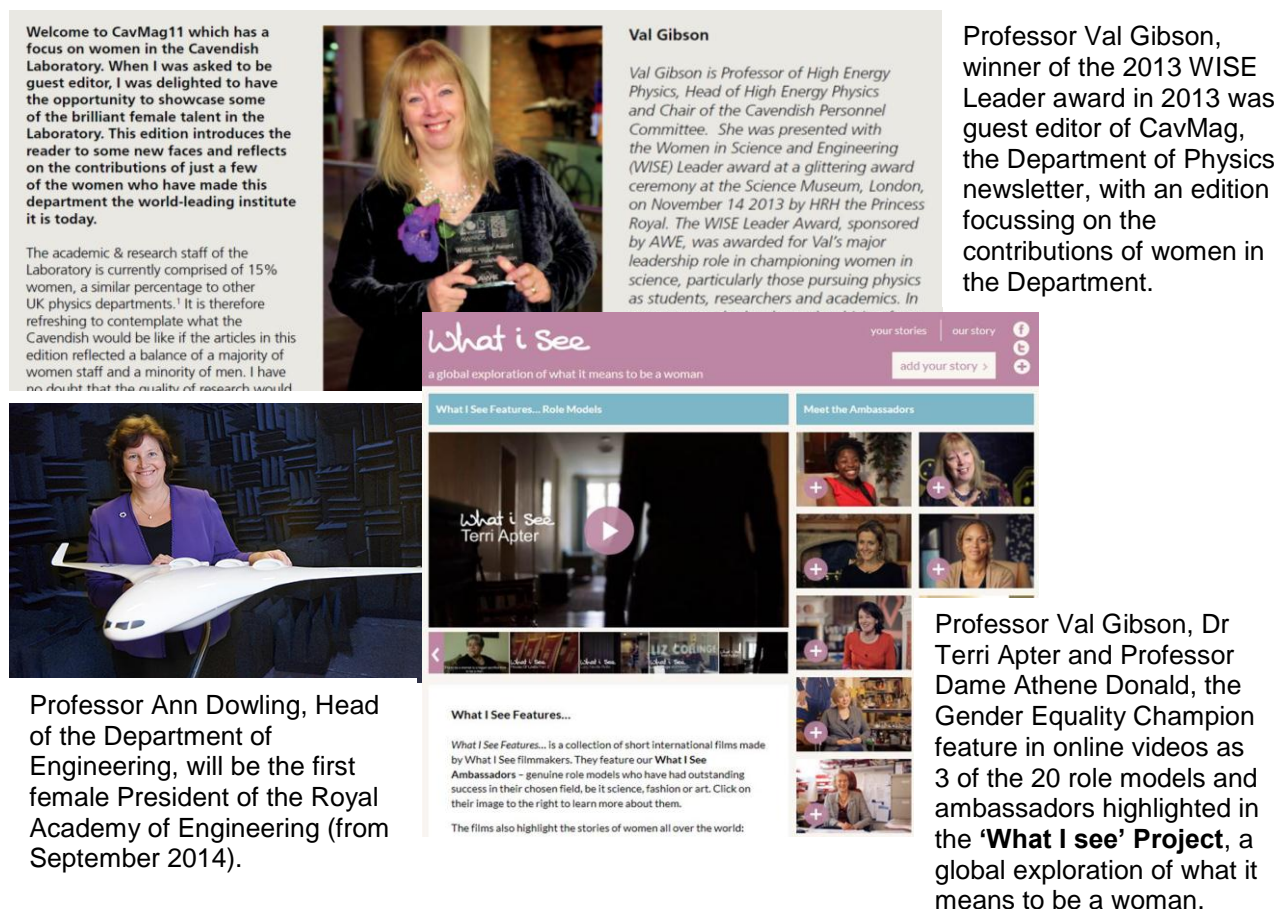 Welcome to CavMag11 which has a
focus on women in the Cavendish
Laboratory. When I was asked to be
guest editor, I was delighted to have
the opportunity to showcase some
of the brilliant female talent in the
Laboratory. This edition introduces the
reader to some new faces and reflects
on the contributions of just a few
of the women who have made this
department the world-leading institute
it is today.
The academic & research staff of the
Laboratory is currently comprised of 15%
women, a similar percentage to other
UK physics departments.¹ It is therefore
refreshing to contemplate what the
Cavendish would be like if the articles in this
edition reflected a balance of a majority of
women staff and a minority of men. I have
no doubt that the quality of research would
Val Gibson
Val Gibson is Professor of High Energy
Physics, Head of High Energy Physics
and Chair of the Cavendish Personnel
Committee. She was presented with
the Women in Science and Engineering
(WISE) Leader award at a glittering award
ceremony at the Science Museum, London,
on November 14 2013 by HRH the Princess
Royal. The WISE Leader Award, sponsored
by AWE, was awarded for Val's major
leadership role in championing women in
science, particularly those pursuing physics
as students, researchers and academics. In
Professor Val Gibson,
winner of the 2013 WISE
Leader award in 2013 was
guest editor of CavMag,
the Department of Physics
newsletter, with an edition
focussing on the
contributions of women in
the Department.
What i See
a global exploration of what it means to be a woman
your stories
our story
add your story >
What I See Features... Role Models
Meet the Ambassadors
What i See
Terri Apter
What I See Features...
What I See Features... is a collection of short international films made
by What I See filmmakers. They feature our What I See
Ambassadors – genuine role models who have had outstanding
success in their chosen field, be it science, fashion or art. Click on
their image to the right to learn more about them.
The films also highlight the stories of women all over the world:
Professor Ann Dowling, Head
of the Department of
Engineering, will be the first
female President of the Royal
Academy of Engineering (from
September 2014).
Professor Val Gibson, Dr
Terri Apter and Professor
Dame Athene Donald, the
Gender Equality Champion
feature in online videos as
3 of the 20 role models and
ambassadors highlighted in
the 'What I see' Project, a
global exploration of what it
means to be a woman.